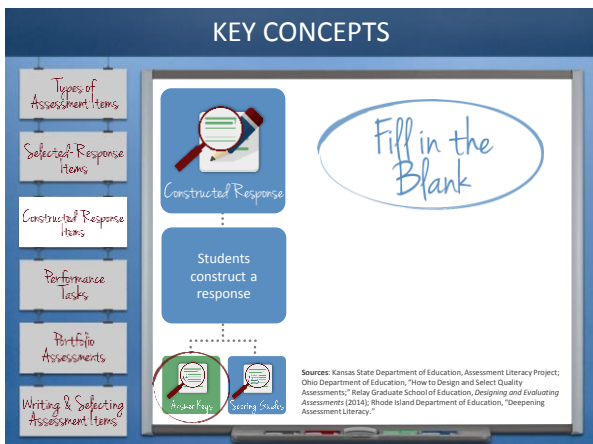 KEY CONCEPTS
Types of
Assessment Items
Selected-Response
Items
Constructed Response
Items
Performance
Tasks
Portfolio
Assessments
Writing & Selecting
Assessment Items
Constructed Response
Students
construct a
response
Answer Keys
Scoring Guides
Fill in the
Blank
Sources: Kansas State Department of Education, Assessment Literacy Project;
Ohio Department of Education, “How to Design and Select Quality
Assessments;” Relay Graduate School of Education, Designing and Evaluating
Assessments (2014); Rhode Island Department of Education, “Deepening
Assessment Literacy.”